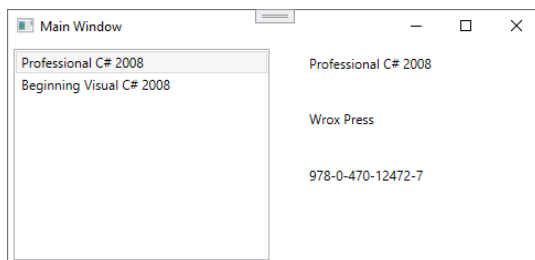 Main Window
Professional C# 2008
Beginning Visual C# 2008
Professional C# 2008
Wrox Press
978-0-470-12472-7